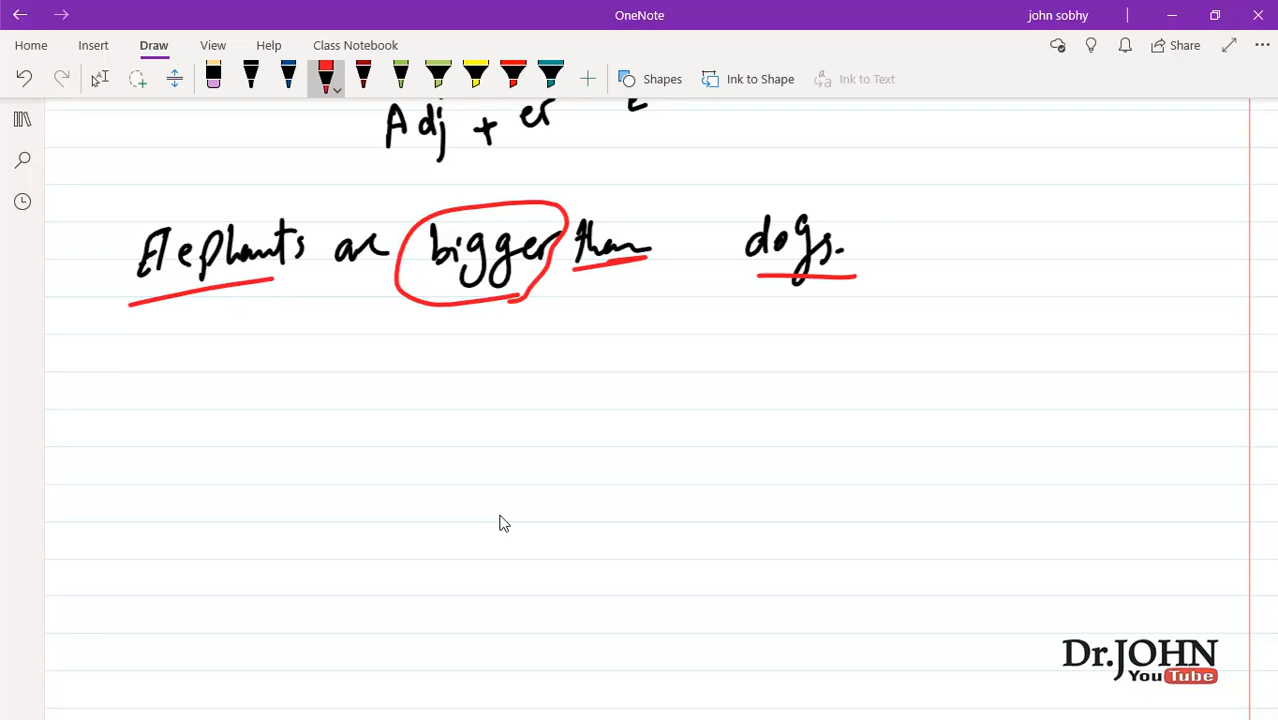 OneNote
john sobhy
Home Insert Draw View Help Class Notebook
Share
Shapes Ink to Shape Ink to Text
Adj + er
Elephants are bigger than dogs.
Dr.JOHN
YouTube